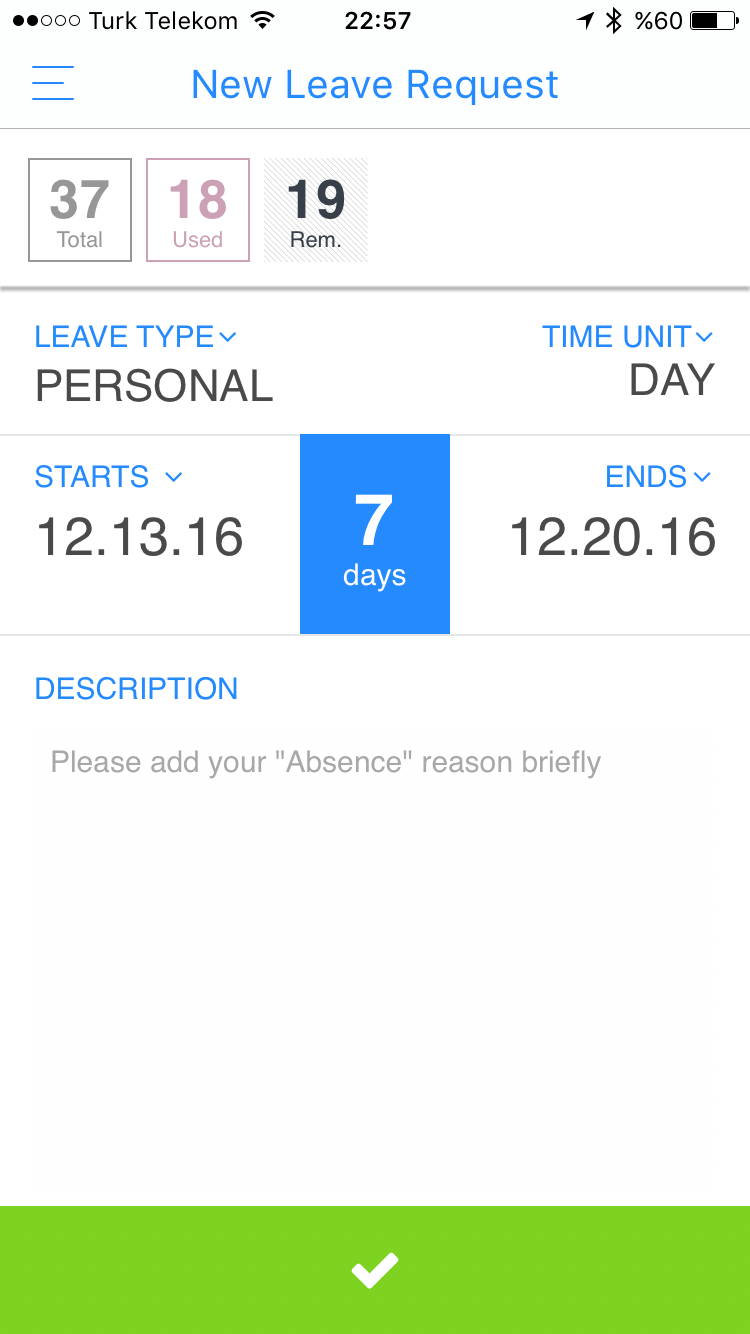 Turk Telekom 22:57 %60
New Leave Request
37 18 19
Total Used Rem.
LEAVE TYPE TIME UNIT
PERSONAL DAY
STARTS ENDS
12.13.16 7 12.20.16
days
DESCRIPTION
Please add your "Absence" reason briefly